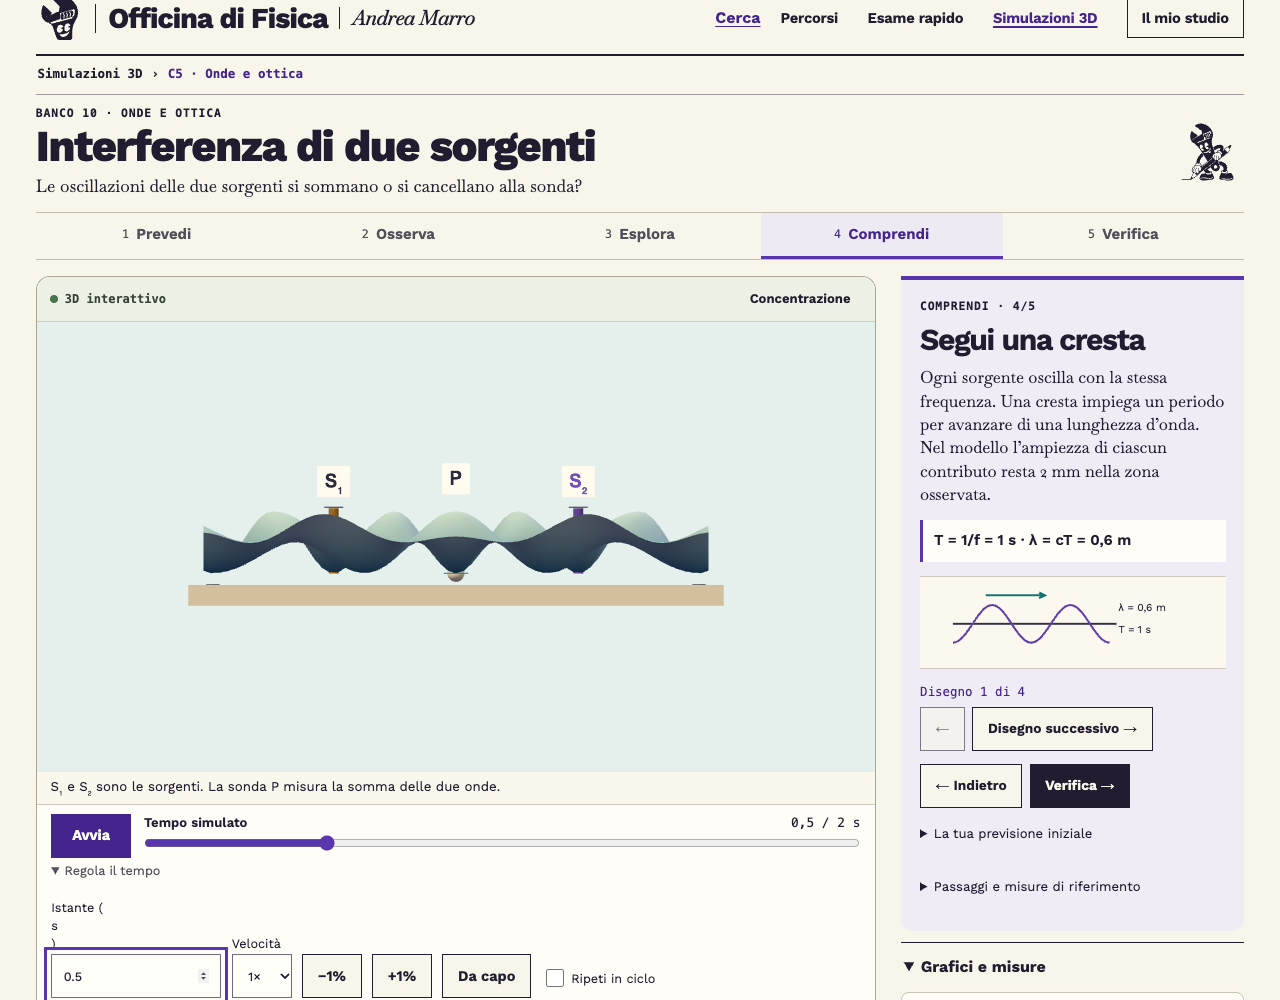 Officina di Fisica
Andrea Marro
Cerca
Percorsi
Esame rapido
Simulazioni 3D
Il mio studio
Simulazioni 3D › C5 · Onde e ottica
BANCO 10 · ONDE E OTTICA
Interferenza di due sorgenti
Le oscillazioni delle due sorgenti si sommano o si cancellano alla sonda?
1 Prevedi
2 Osserva
3 Esplora
4 Comprendi
5 Verifica
3D interattivo
Concentrazione
S₁
P
S₂
S₁ e S₂ sono le sorgenti. La sonda P misura la somma delle due onde.
Avvia
Tempo simulato
0,5 / 2 s
▼ Regola il tempo
Istante (
s
)
Velocità
0.5
1×
−1%
+1%
Da capo
Ripeti in ciclo
COMPRENDI · 4/5
Segui una cresta
Ogni sorgente oscilla con la stessa
frequenza. Una cresta impiega un periodo
per avanzare di una lunghezza d’onda.
Nel modello l’ampiezza di ciascun
contributo resta 2 mm nella zona
osservata.
T = 1/f = 1 s · λ = cT = 0,6 m
λ = 0,6 m
T = 1 s
Disegno 1 di 4
←
Disegno successivo →
← Indietro
Verifica →
▶ La tua previsione iniziale
▶ Passaggi e misure di riferimento
▼ Grafici e misure